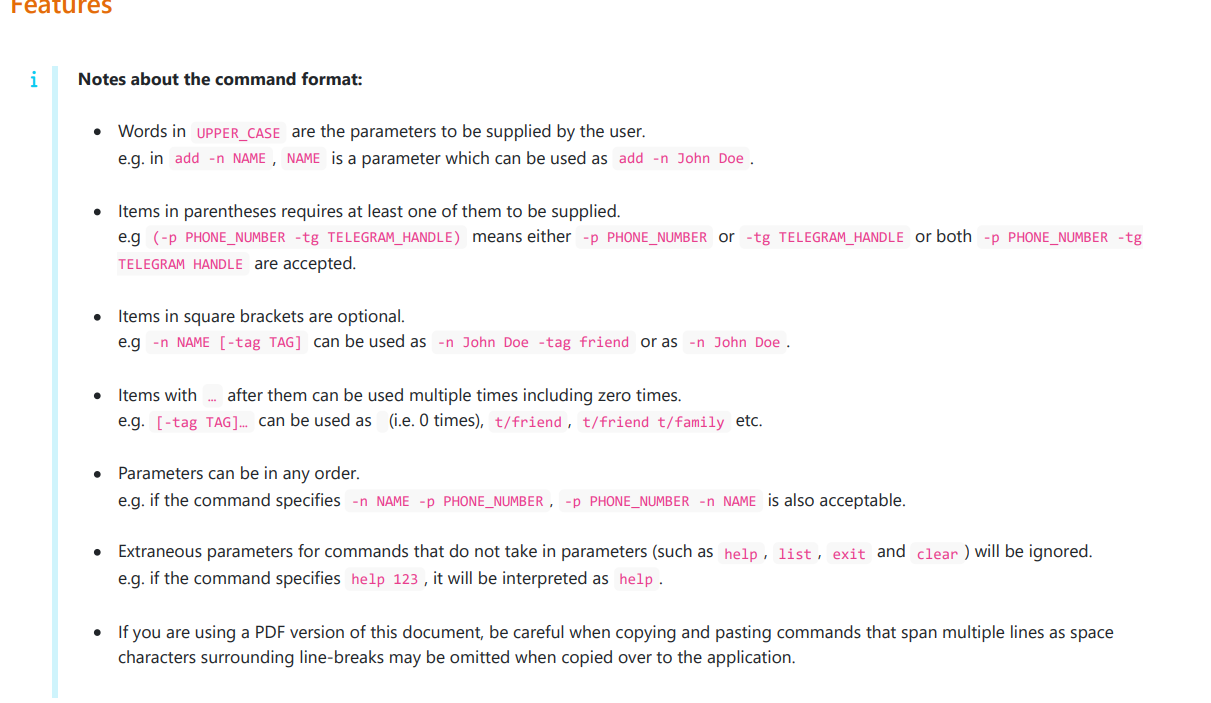 Features
i
Notes about the command format:
• Words in UPPER_CASE are the parameters to be supplied by the user.
e.g. in add -n NAME , NAME is a parameter which can be used as add -n John Doe .
• Items in parentheses requires at least one of them to be supplied.
e.g (-p PHONE_NUMBER -tg TELEGRAM_HANDLE) means either -p PHONE_NUMBER or -tg TELEGRAM_HANDLE or both -p PHONE_NUMBER -tg
TELEGRAM HANDLE are accepted.
• Items in square brackets are optional.
e.g -n NAME [-tag TAG] can be used as -n John Doe -tag friend or as -n John Doe .
• Items with … after them can be used multiple times including zero times.
e.g. [-tag TAG]… can be used as (i.e. 0 times), t/friend , t/friend t/family etc.
• Parameters can be in any order.
e.g. if the command specifies -n NAME -p PHONE_NUMBER , -p PHONE_NUMBER -n NAME is also acceptable.
• Extraneous parameters for commands that do not take in parameters (such as help , list , exit and clear ) will be ignored.
e.g. if the command specifies help 123 , it will be interpreted as help .
• If you are using a PDF version of this document, be careful when copying and pasting commands that span multiple lines as space
characters surrounding line-breaks may be omitted when copied over to the application.